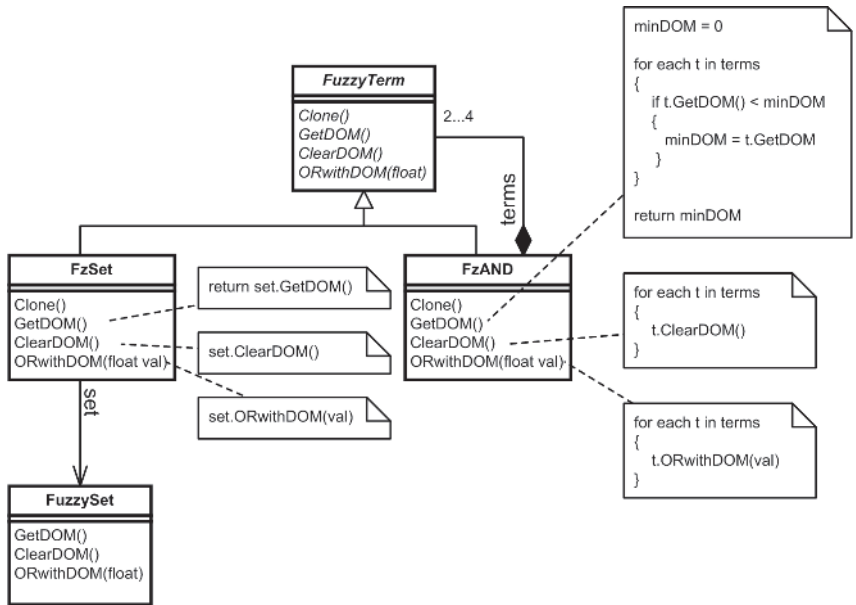 FuzzyTerm
Clone()
GetDOM()
ClearDOM()
ORwithDOM(float)
2...4
terms
minDOM = 0
for each t in terms
{
if t.GetDOM() < minDOM
{
minDOM = t.GetDOM
}
}
return minDOM
FzSet
Clone()
GetDOM()
ClearDOM()
ORwithDOM(float val)
return set.GetDOM()
set.ClearDOM()
set.ORwithDOM(val)
FzAND
Clone()
GetDOM()
ClearDOM()
ORwithDOM(float val)
for each t in terms
{
t.ClearDOM()
}
for each t in terms
{
t.ORwithDOM(val)
}
set
FuzzySet
GetDOM()
ClearDOM()
ORwithDOM(float)